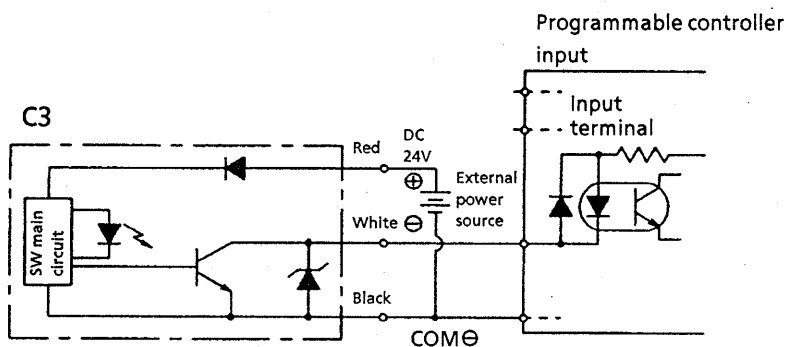 Programmable controller
input
C3
Input
terminal
Red
DC
24V
⊕
External
power
source
White ⊖
SW main
circuit
Black
COM⊖